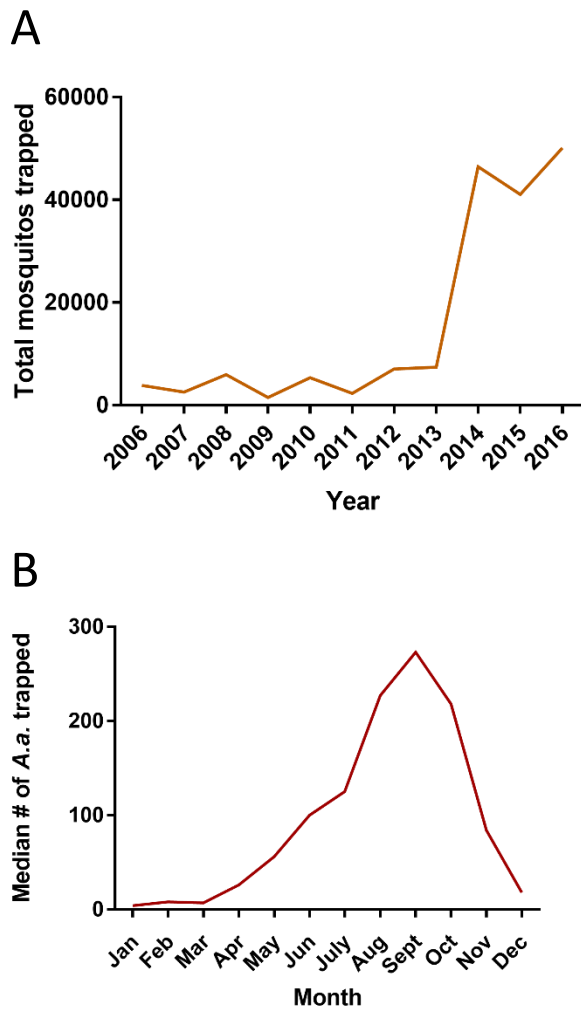 A
Total mosquitos trapped
60000
40000
20000
0
2006
2007
2008
2009
2010
2011
2012
2013
2014
2015
2016
Year
B
Median # of A.a. trapped
300
200
100
0
Jan
Feb
Mar
Apr
May
Jun
July
Aug
Sept
Oct
Nov
Dec
Month